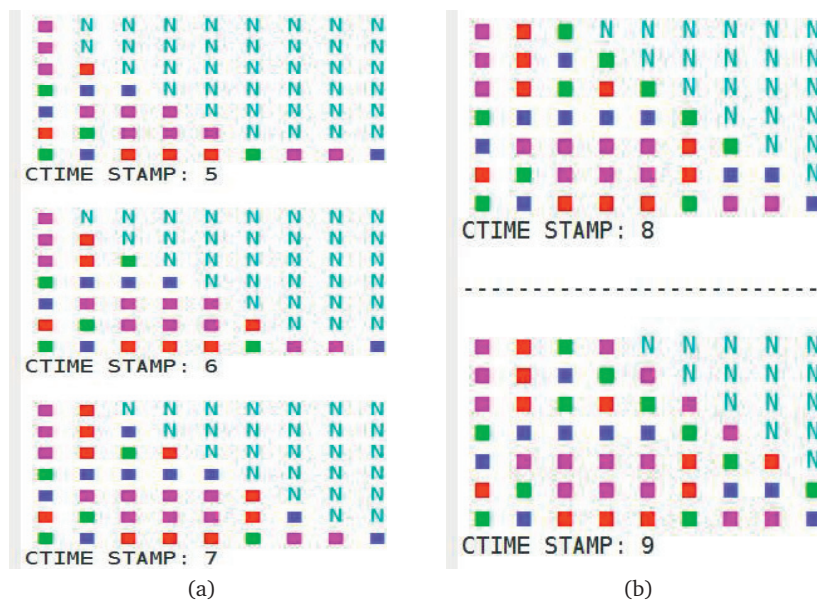 N N N N N N N N
N N N N N N N N
N N N N N N N
N N N N N N
N N N N N
N N N N
CTIME STAMP: 5
N N N N N N N N
N N N N N N N
N N N N N N
N N N N N
N N N N
N N N
CTIME STAMP: 6
N N N N N N N
N N N N N N
N N N N N
N N N N
N N N
N N
CTIME STAMP: 7
(a)
N N N N N N
N N N N N
N N N N
N N N
N N
N
CTIME STAMP: 8
N N N N N
N N N N
N N N
N N
N
CTIME STAMP: 9
(b)